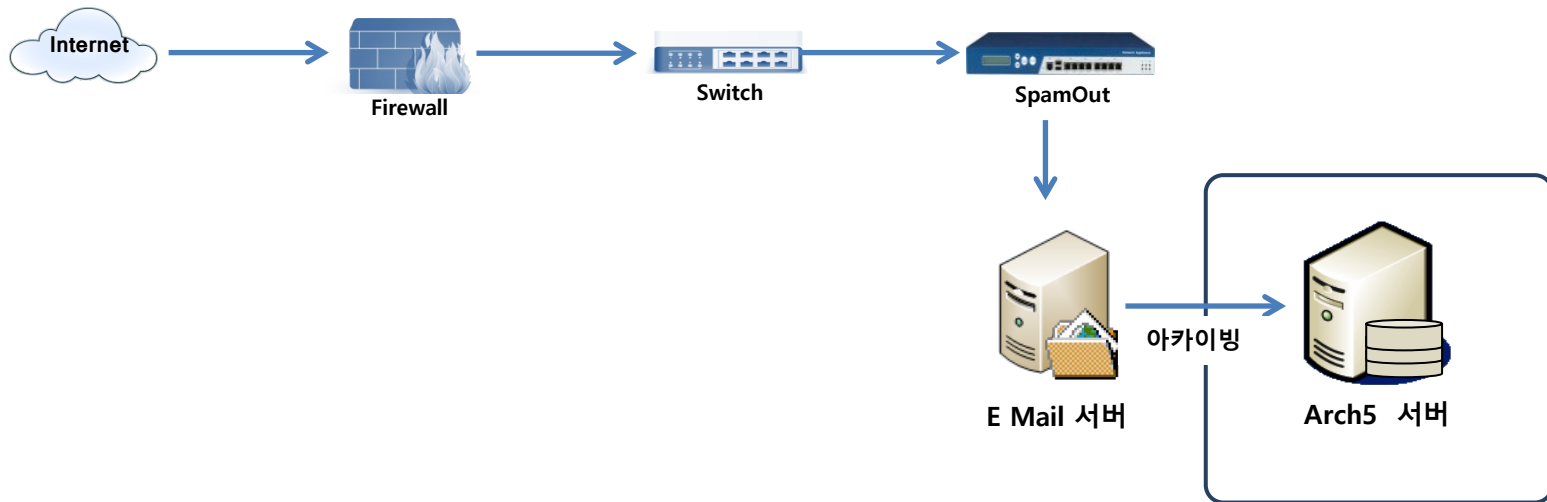 Internet
Firewall
Switch
SpamOut
아카이빙
E Mail 서버
Arch5 서버